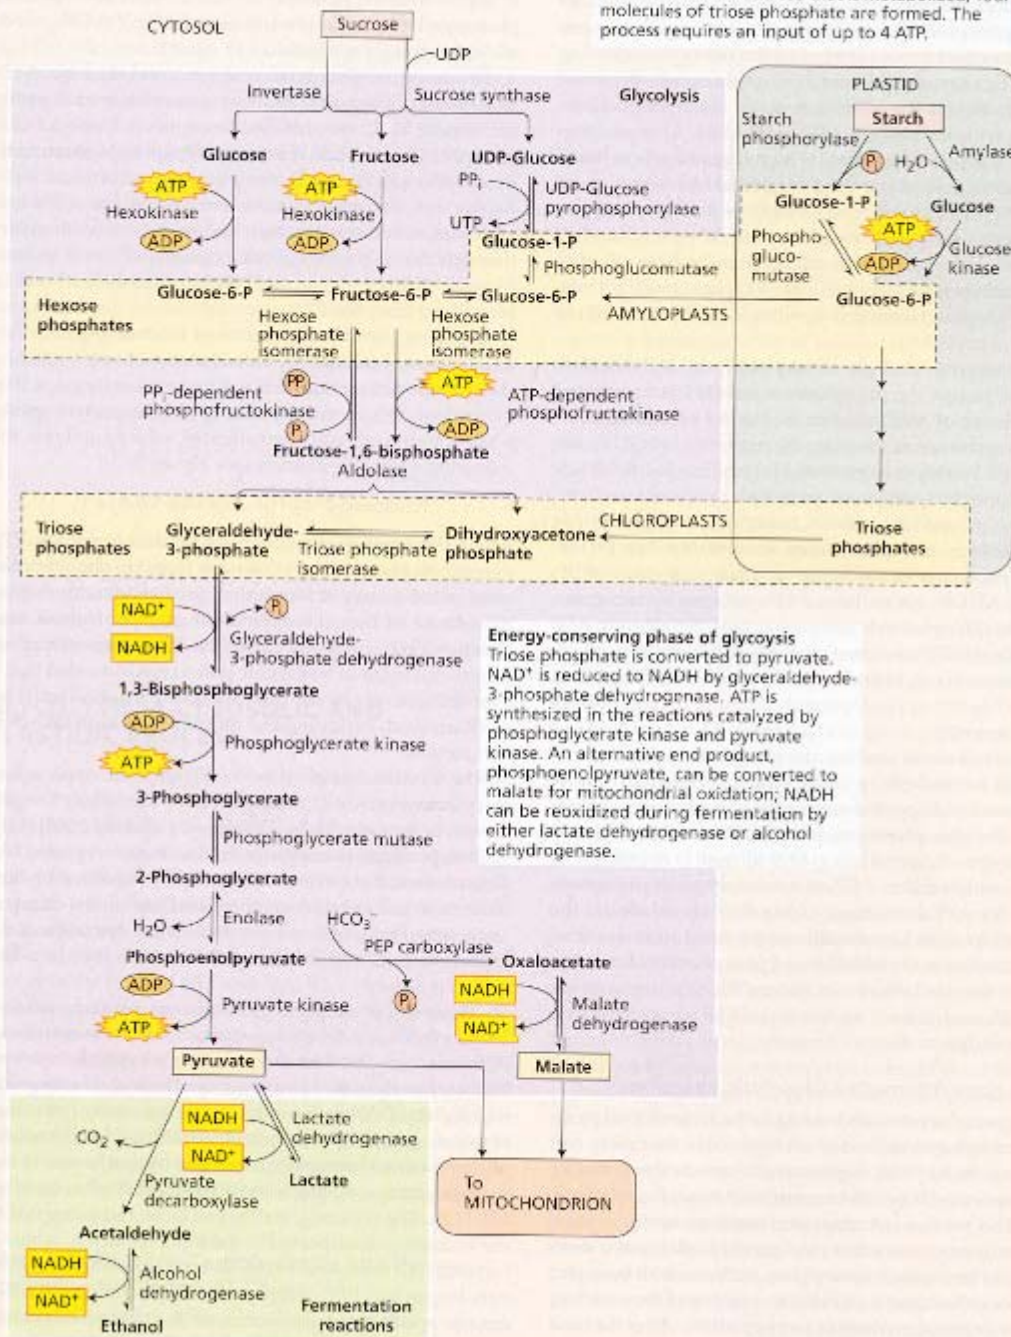 molecules of triose phosphate are formed. The
process requires an input of up to 4 ATP.
CYTOSOL
Sucrose
UDP
Invertase
Sucrose synthase
Glycolysis
PLASTID
Starch
Starch
phosphorylase
Pi
H2O
Amylase
Glucose
Fructose
UDP-Glucose
ATP
Hexokinase
ADP
ATP
Hexokinase
ADP
PPi
UTP
UDP-Glucose
pyrophosphorylase
Glucose-1-P
Phosphoglucomutase
Glucose-1-P
Glucose
ATP
ADP
Phospho-
gluco-
mutase
Glucose
kinase
Hexose
phosphates
Glucose-6-P
Fructose-6-P
Glucose-6-P
AMYLOPLASTS
Glucose-6-P
Hexose
phosphate
isomerase
Hexose
phosphate
isomerase
PPi-dependent
phosphofructokinase
PPi
Pi
ATP
ADP
ATP-dependent
phosphofructokinase
Fructose-1,6-bisphosphate
Aldolase
Triose
phosphates
Glyceraldehyde-
3-phosphate
Triose phosphate
isomerase
Dihydroxyacetone
phosphate
CHLOROPLASTS
Triose
phosphates
NAD+
NADH
Pi
Glyceraldehyde-
3-phosphate dehydrogenase
Energy-conserving phase of glycoysis
Triose phosphate is converted to pyruvate.
NAD+ is reduced to NADH by glyceraldehyde-
3-phosphate dehydrogenase. ATP is
synthesized in the reactions catalyzed by
phosphoglycerate kinase and pyruvate
kinase. An alternative end product,
phosphoenolpyruvate, can be converted to
malate for mitochondrial oxidation; NADH
can be reoxidized during fermentation by
either lactate dehydrogenase or alcohol
dehydrogenase.
1,3-Bisphosphoglycerate
ADP
ATP
Phosphoglycerate kinase
3-Phosphoglycerate
Phosphoglycerate mutase
2-Phosphoglycerate
H2O
Enolase
HCO3−
PEP carboxylase
Phosphoenolpyruvate
Oxaloacetate
ADP
ATP
Pyruvate kinase
Pi
NADH
NAD+
Malate
dehydrogenase
Pyruvate
Malate
CO2
NADH
NAD+
Lactate
dehydrogenase
Pyruvate
decarboxylase
Lactate
To
MITOCHONDRION
Acetaldehyde
NADH
NAD+
Alcohol
dehydrogenase
Ethanol
Fermentation
reactions